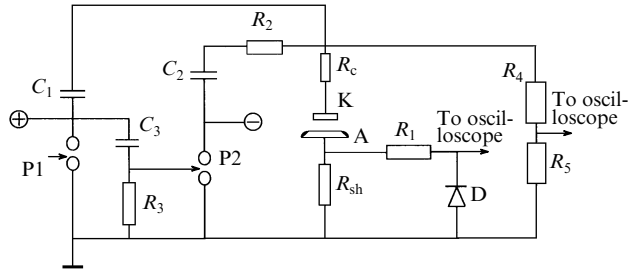 R2
C2
Rc
R4
C1
K
To oscil-
loscope
To oscil-
loscope
C3
A
R1
P1
P2
R5
R3
Rsh
D